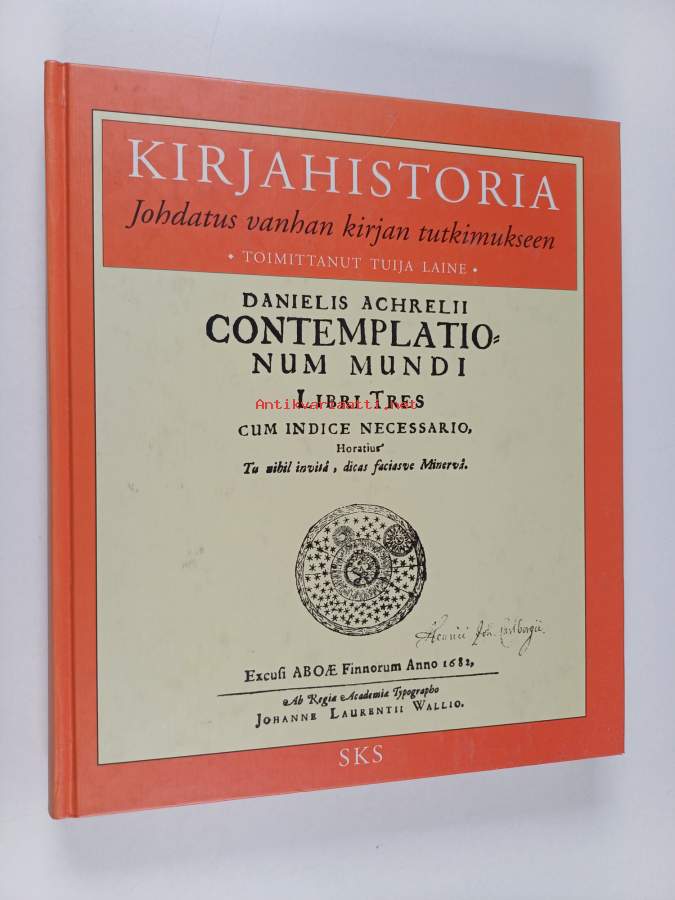 KIRJAHISTORIA
Johdatus vanhan kirjan tutkimukseen
• TOIMITTANUT TUIJA LAINE •
DANIELIS ACHRELII
CONTEMPLATIO=
NUM MUNDI
LIBRI TRES
Antikvariaatti.net
CUM INDICE NECESSARIO,
Horatius
Tu nihil invitâ, dicas faciasve Minervâ.
Excusi ABOÆ Finnorum Anno 1682,
Ab Regiæ Academiæ Typographo
JOHANNE LAURENTII WALLIO.
SKS